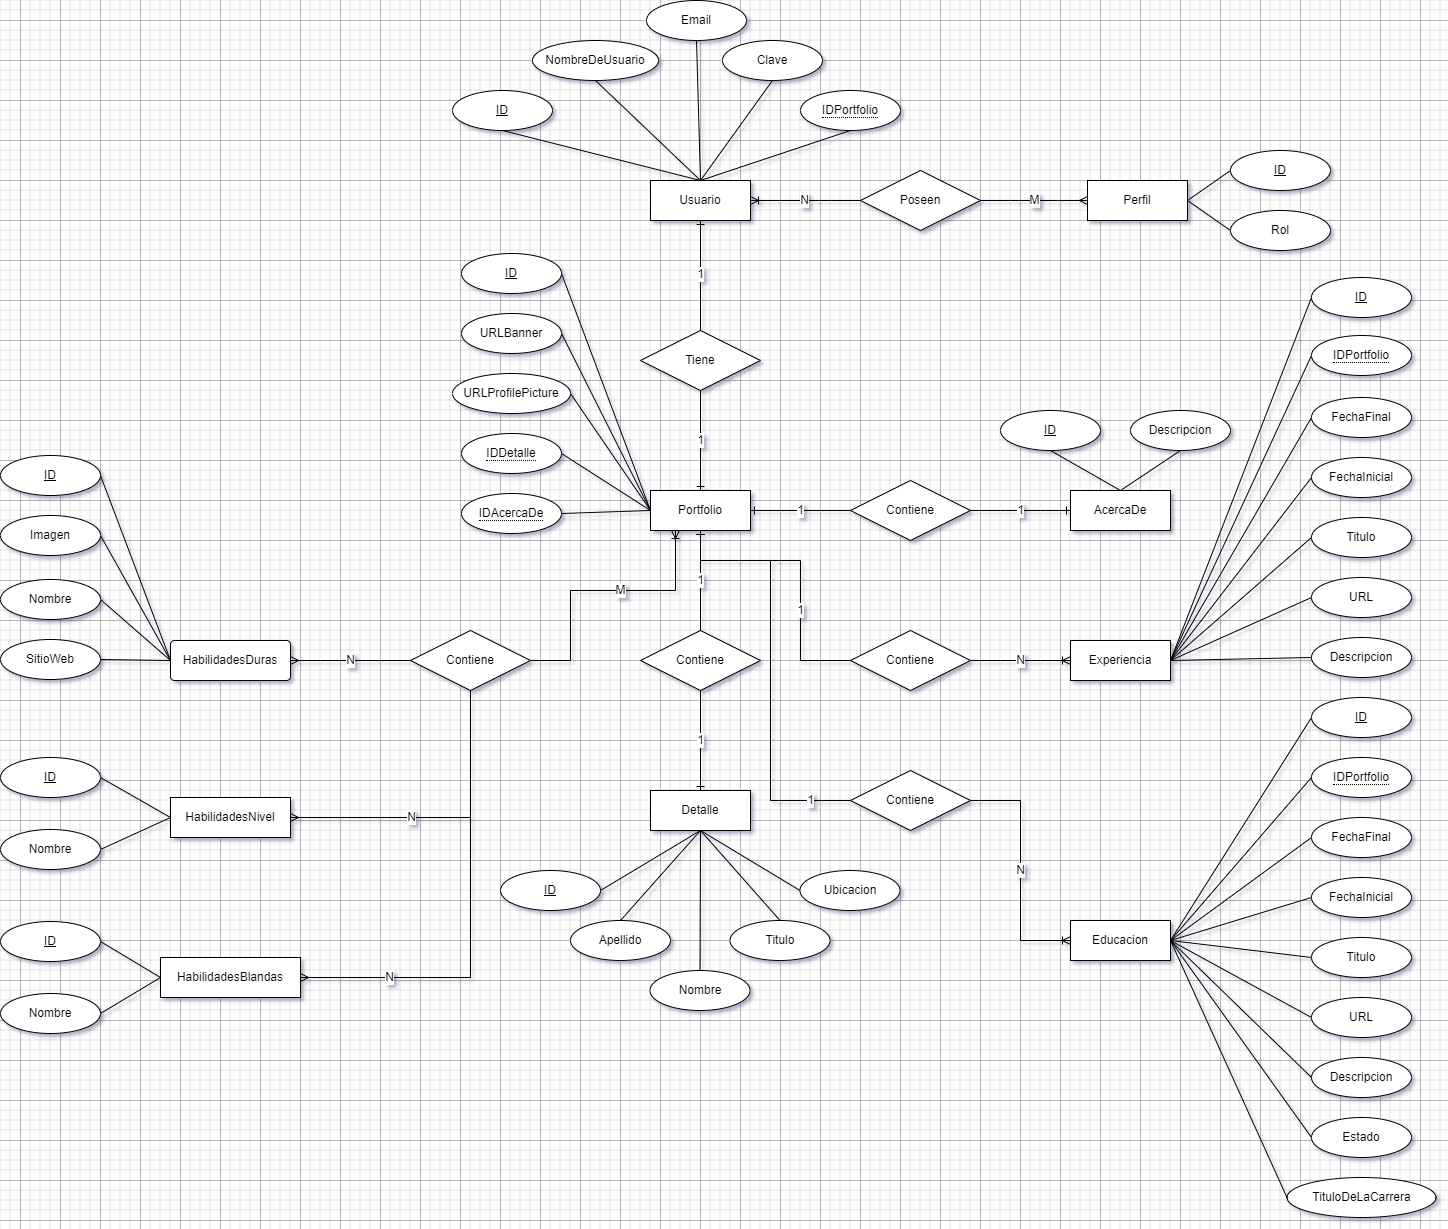 Email
NombreDeUsuario
Clave
ID
IDPortfolio
Usuario
N
Poseen
M
Perfil
ID
Rol
1
Tiene
1
ID
URLBanner
URLProfilePicture
IDDetalle
IDAcercaDe
Portfolio
1
Contiene
1
AcercaDe
ID
Descripcion
ID
IDPortfolio
FechaFinal
FechaInicial
Titulo
URL
Descripcion
ID
Imagen
Nombre
SitioWeb
HabilidadesDuras
N
Contiene
M
1
Contiene
1
1
Contiene
N
Experiencia
ID
Nombre
HabilidadesNivel
N
Detalle
1
Contiene
N
ID
Apellido
Nombre
Titulo
Ubicacion
ID
Nombre
HabilidadesBlandas
N
Educacion
ID
IDPortfolio
FechaFinal
FechaInicial
Titulo
URL
Descripcion
Estado
TituloDeLaCarrera